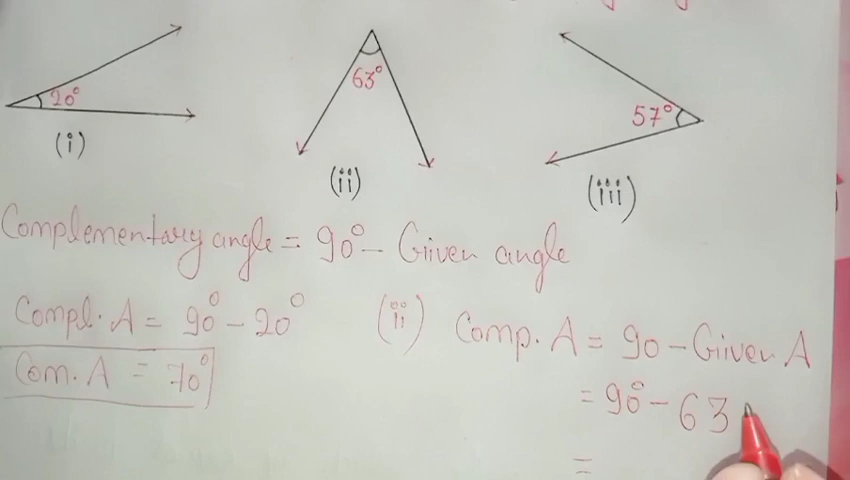 20°
63°
57°
(i)
(ii)
(iii)
Complementary angle = 90° - Given angle
Compl. A = 90° - 20°
Com. A = 70°
(ii) Comp. A = 90 - Given A
= 90° - 63
=